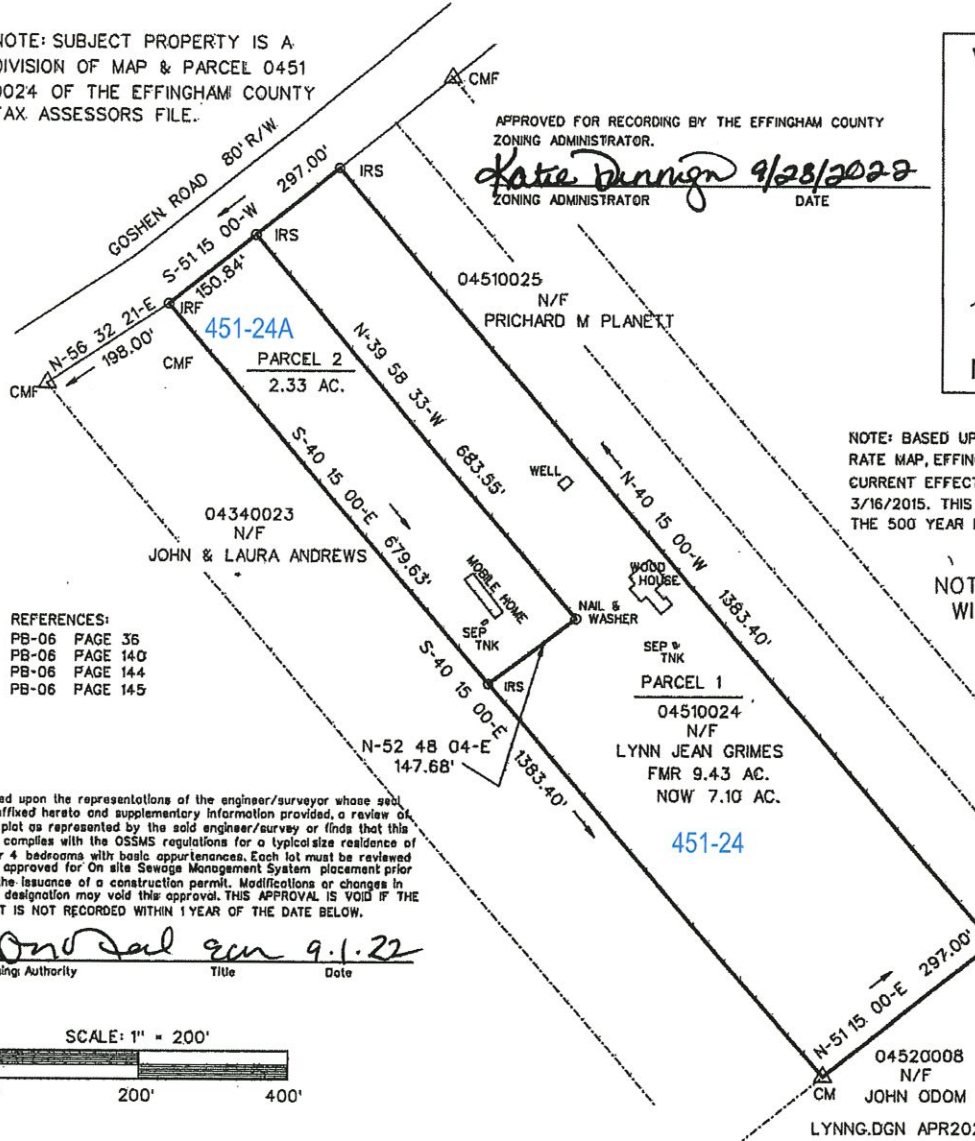 NOTE: SUBJECT PROPERTY IS A
DIVISION OF MAP & PARCEL 0451
0024 OF THE EFFINGHAM COUNTY
TAX ASSESSORS FILE.
CMF
APPROVED FOR RECORDING BY THE EFFINGHAM COUNTY
ZONING ADMINISTRATOR.
9/28/2022
ZONING ADMINISTRATOR
DATE
GOSHEN ROAD 80' R/W
297.00'
IRS
S-51 15 00-W
IRS
150.84'
IRF
N-56 32 21-E
198.00'
CMF
CMF
451-24A
PARCEL 2
2.33 AC.
04510025
N/F
PRICHARD M PLANETT
N-39 58 33-W 683.55'
S-40 15 00-E 679.63'
WELL
N-40 15 00-W 1383.40'
04340023
N/F
JOHN & LAURA ANDREWS
MOBILE HOME
SEP
TNK
WOOD
HOUSE
NAIL &
WASHER
SEP
TNK
NOTE: BASED UP
RATE MAP, EFFING
CURRENT EFFECT
3/16/2015. THIS
THE 500 YEAR
NOT
WI
REFERENCES:
PB-06 PAGE 36
PB-06 PAGE 140
PB-06 PAGE 144
PB-06 PAGE 145
IRS
S-40 15 00-E 1383.40'
N-52 48 04-E
147.68'
PARCEL 1
04510024
N/F
LYNN JEAN GRIMES
FMR 9.43 AC.
NOW 7.10 AC.
451-24
ed upon the representations of the engineer/surveyor whose seal
affixed hereto and supplementary information provided, a review of
plat as represented by the said engineer/survey or finds that this
complies with the OSSMS regulations for a typical size residence of
r 4 bedrooms with basic appurtenances. Each lot must be reviewed
approved for On site Sewage Management System placement prior
the issuance of a construction permit. Modifications or changes in
designation may void this approval. THIS APPROVAL IS VOID IF THE
T IS NOT RECORDED WITHIN 1 YEAR OF THE DATE BELOW.
9.1.22
Authority
Title
Date
SCALE: 1" = 200'
200'
400'
N-51 15 00-E 297.00'
CM
04520008
N/F
JOHN ODOM
LYNNG.DGN